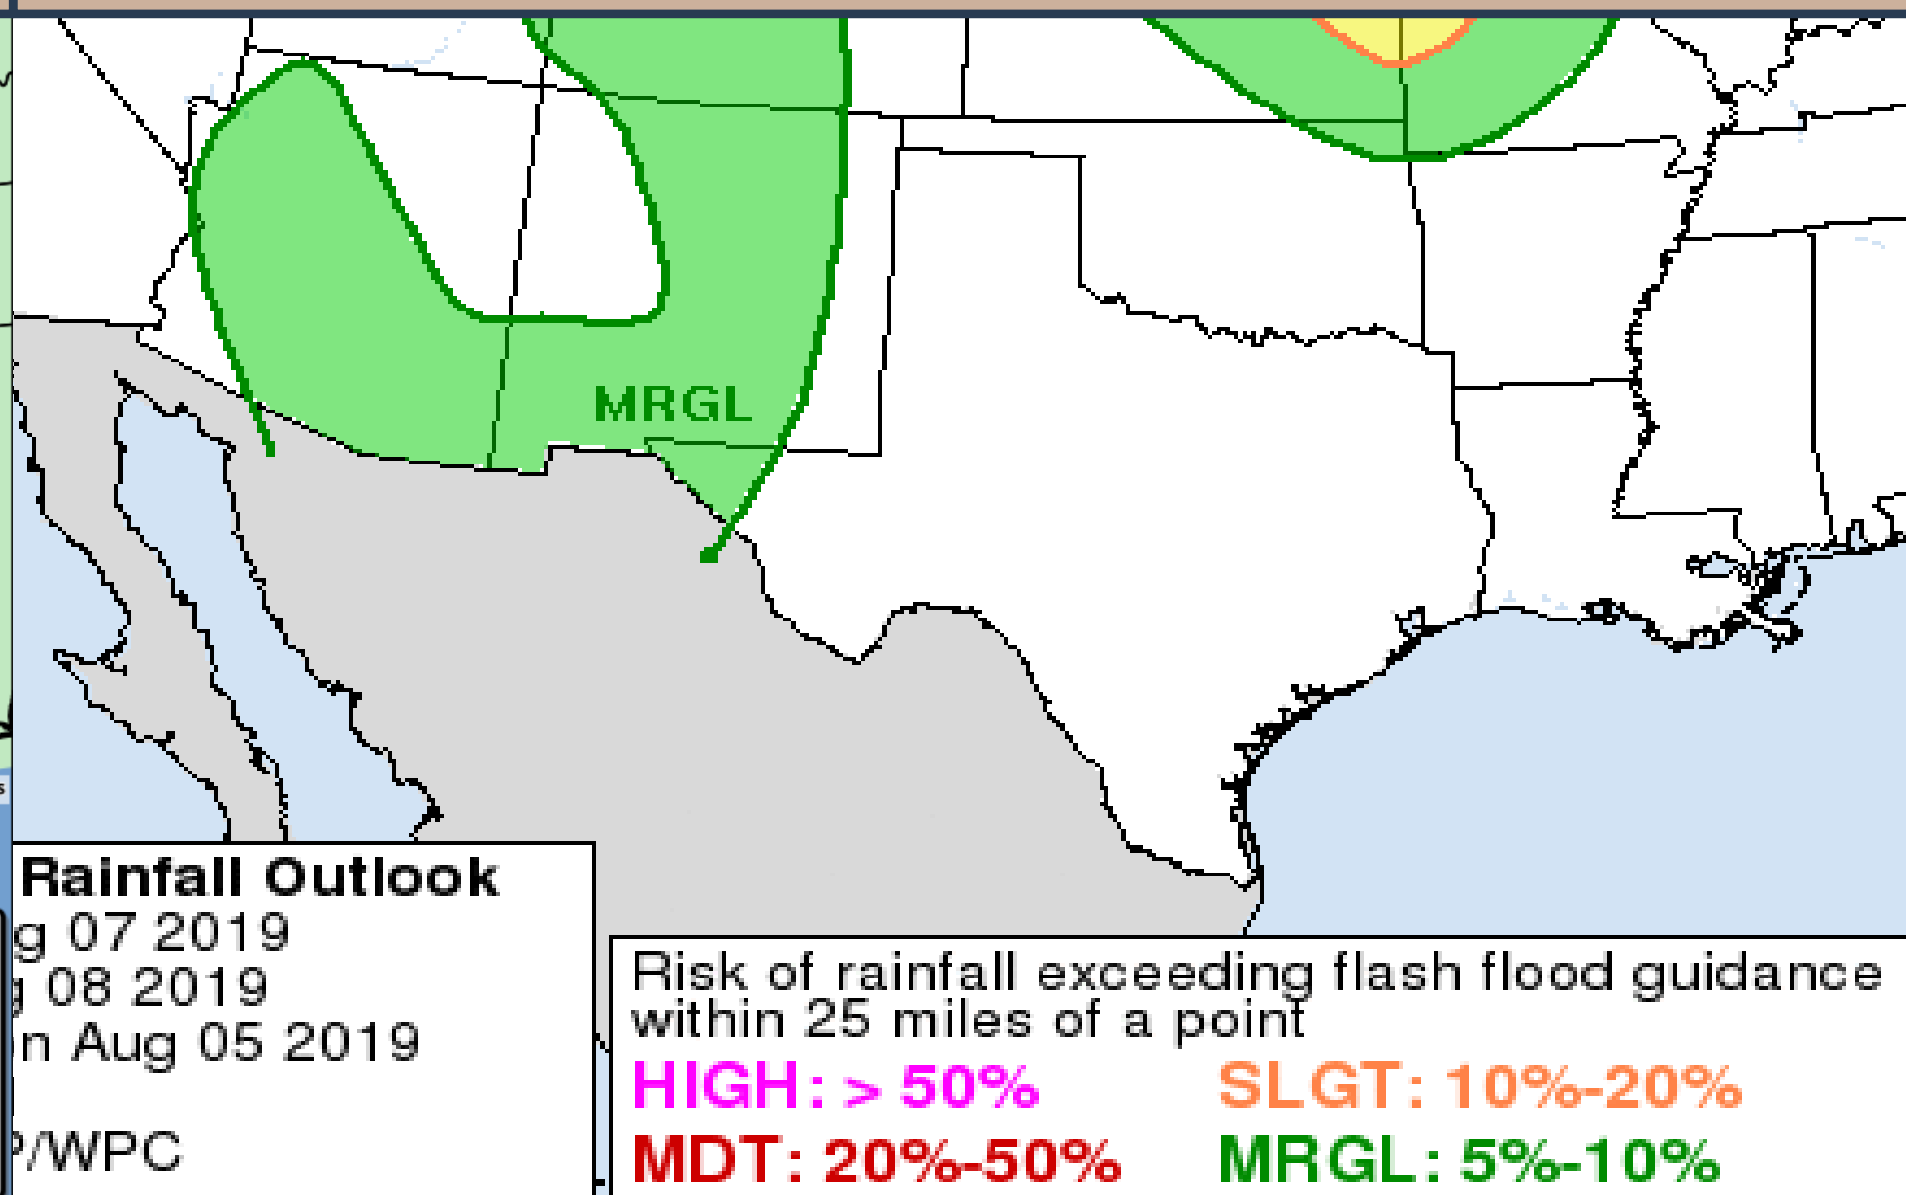 MRGL
Rainfall Outlook
g 07 2019
g 08 2019
n Aug 05 2019
P/WPC
Risk of rainfall exceeding flash flood guidance
within 25 miles of a point
HIGH: > 50%
SLGT: 10%-20%
MDT: 20%-50%
MRGL: 5%-10%